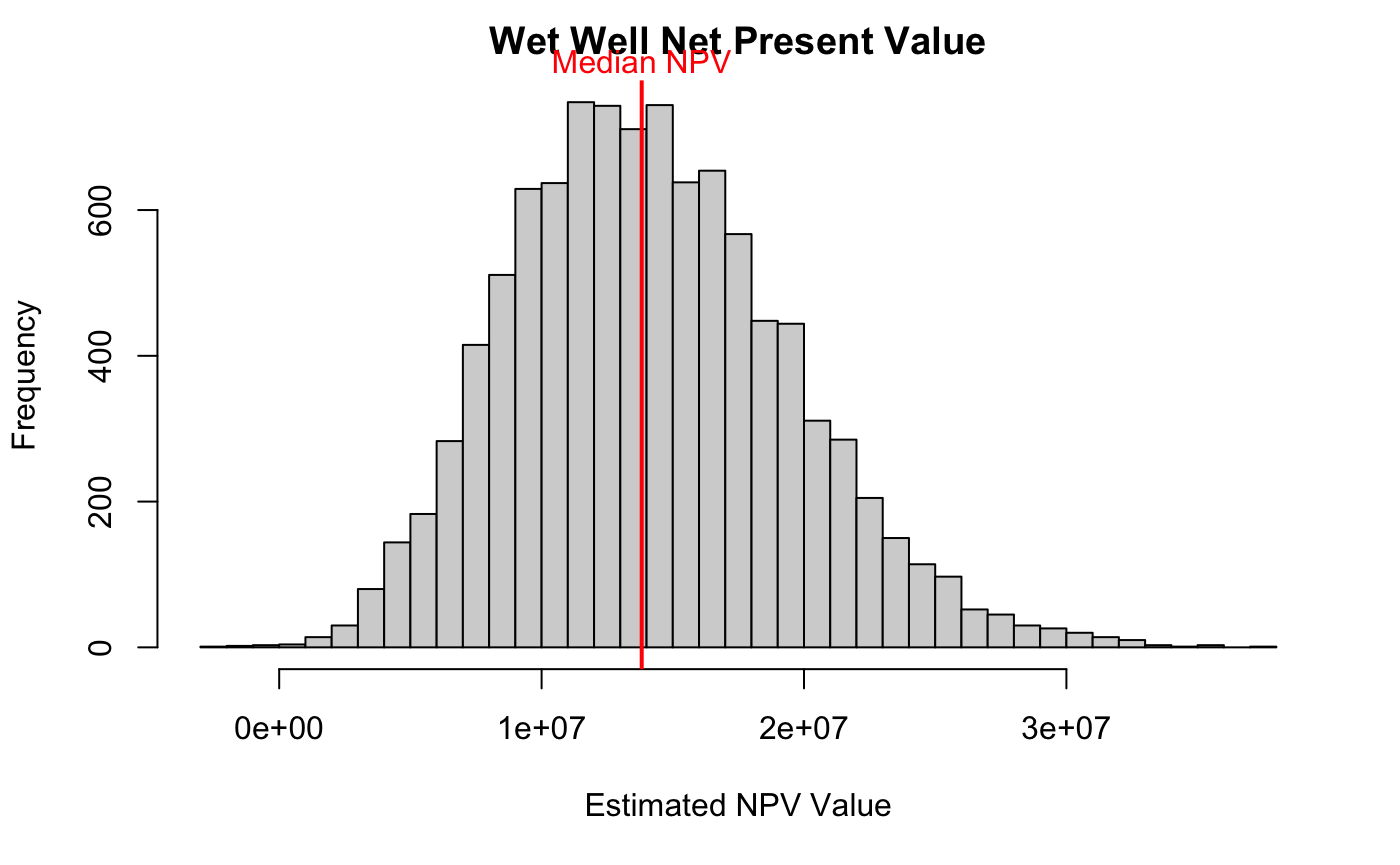 Wet Well Net Present Value
Median NPV
Frequency
600
400
200
0
0e+00 1e+07 2e+07 3e+07
Estimated NPV Value